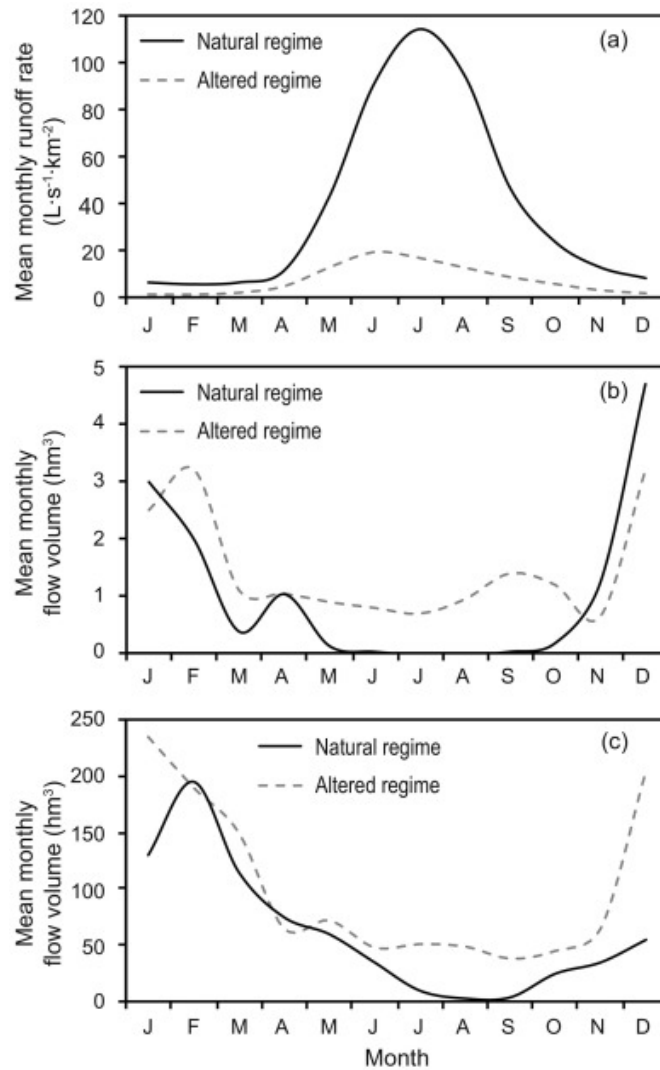 120
100
80
60
40
20
0
Mean monthly runoff rate
(L·s⁻¹·km⁻²)
Natural regime
Altered regime
(a)
J F M A M J J A S O N D
5
4
3
2
1
0
Mean monthly
flow volume (hm³)
Natural regime
Altered regime
(b)
J F M A M J J A S O N D
250
200
150
100
50
0
Mean monthly
flow volume (hm³)
Natural regime
Altered regime
(c)
J F M A M J J A S O N D
Month